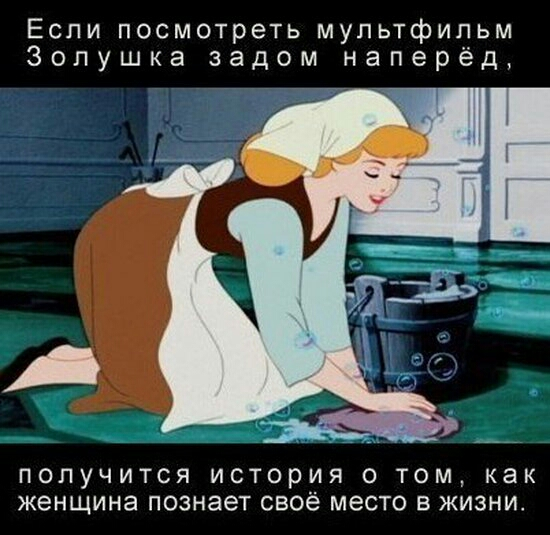 Если посмотреть мультфильм
Золушка задом наперёд,
получится история о том, как
женщина познает своё место в жизни.